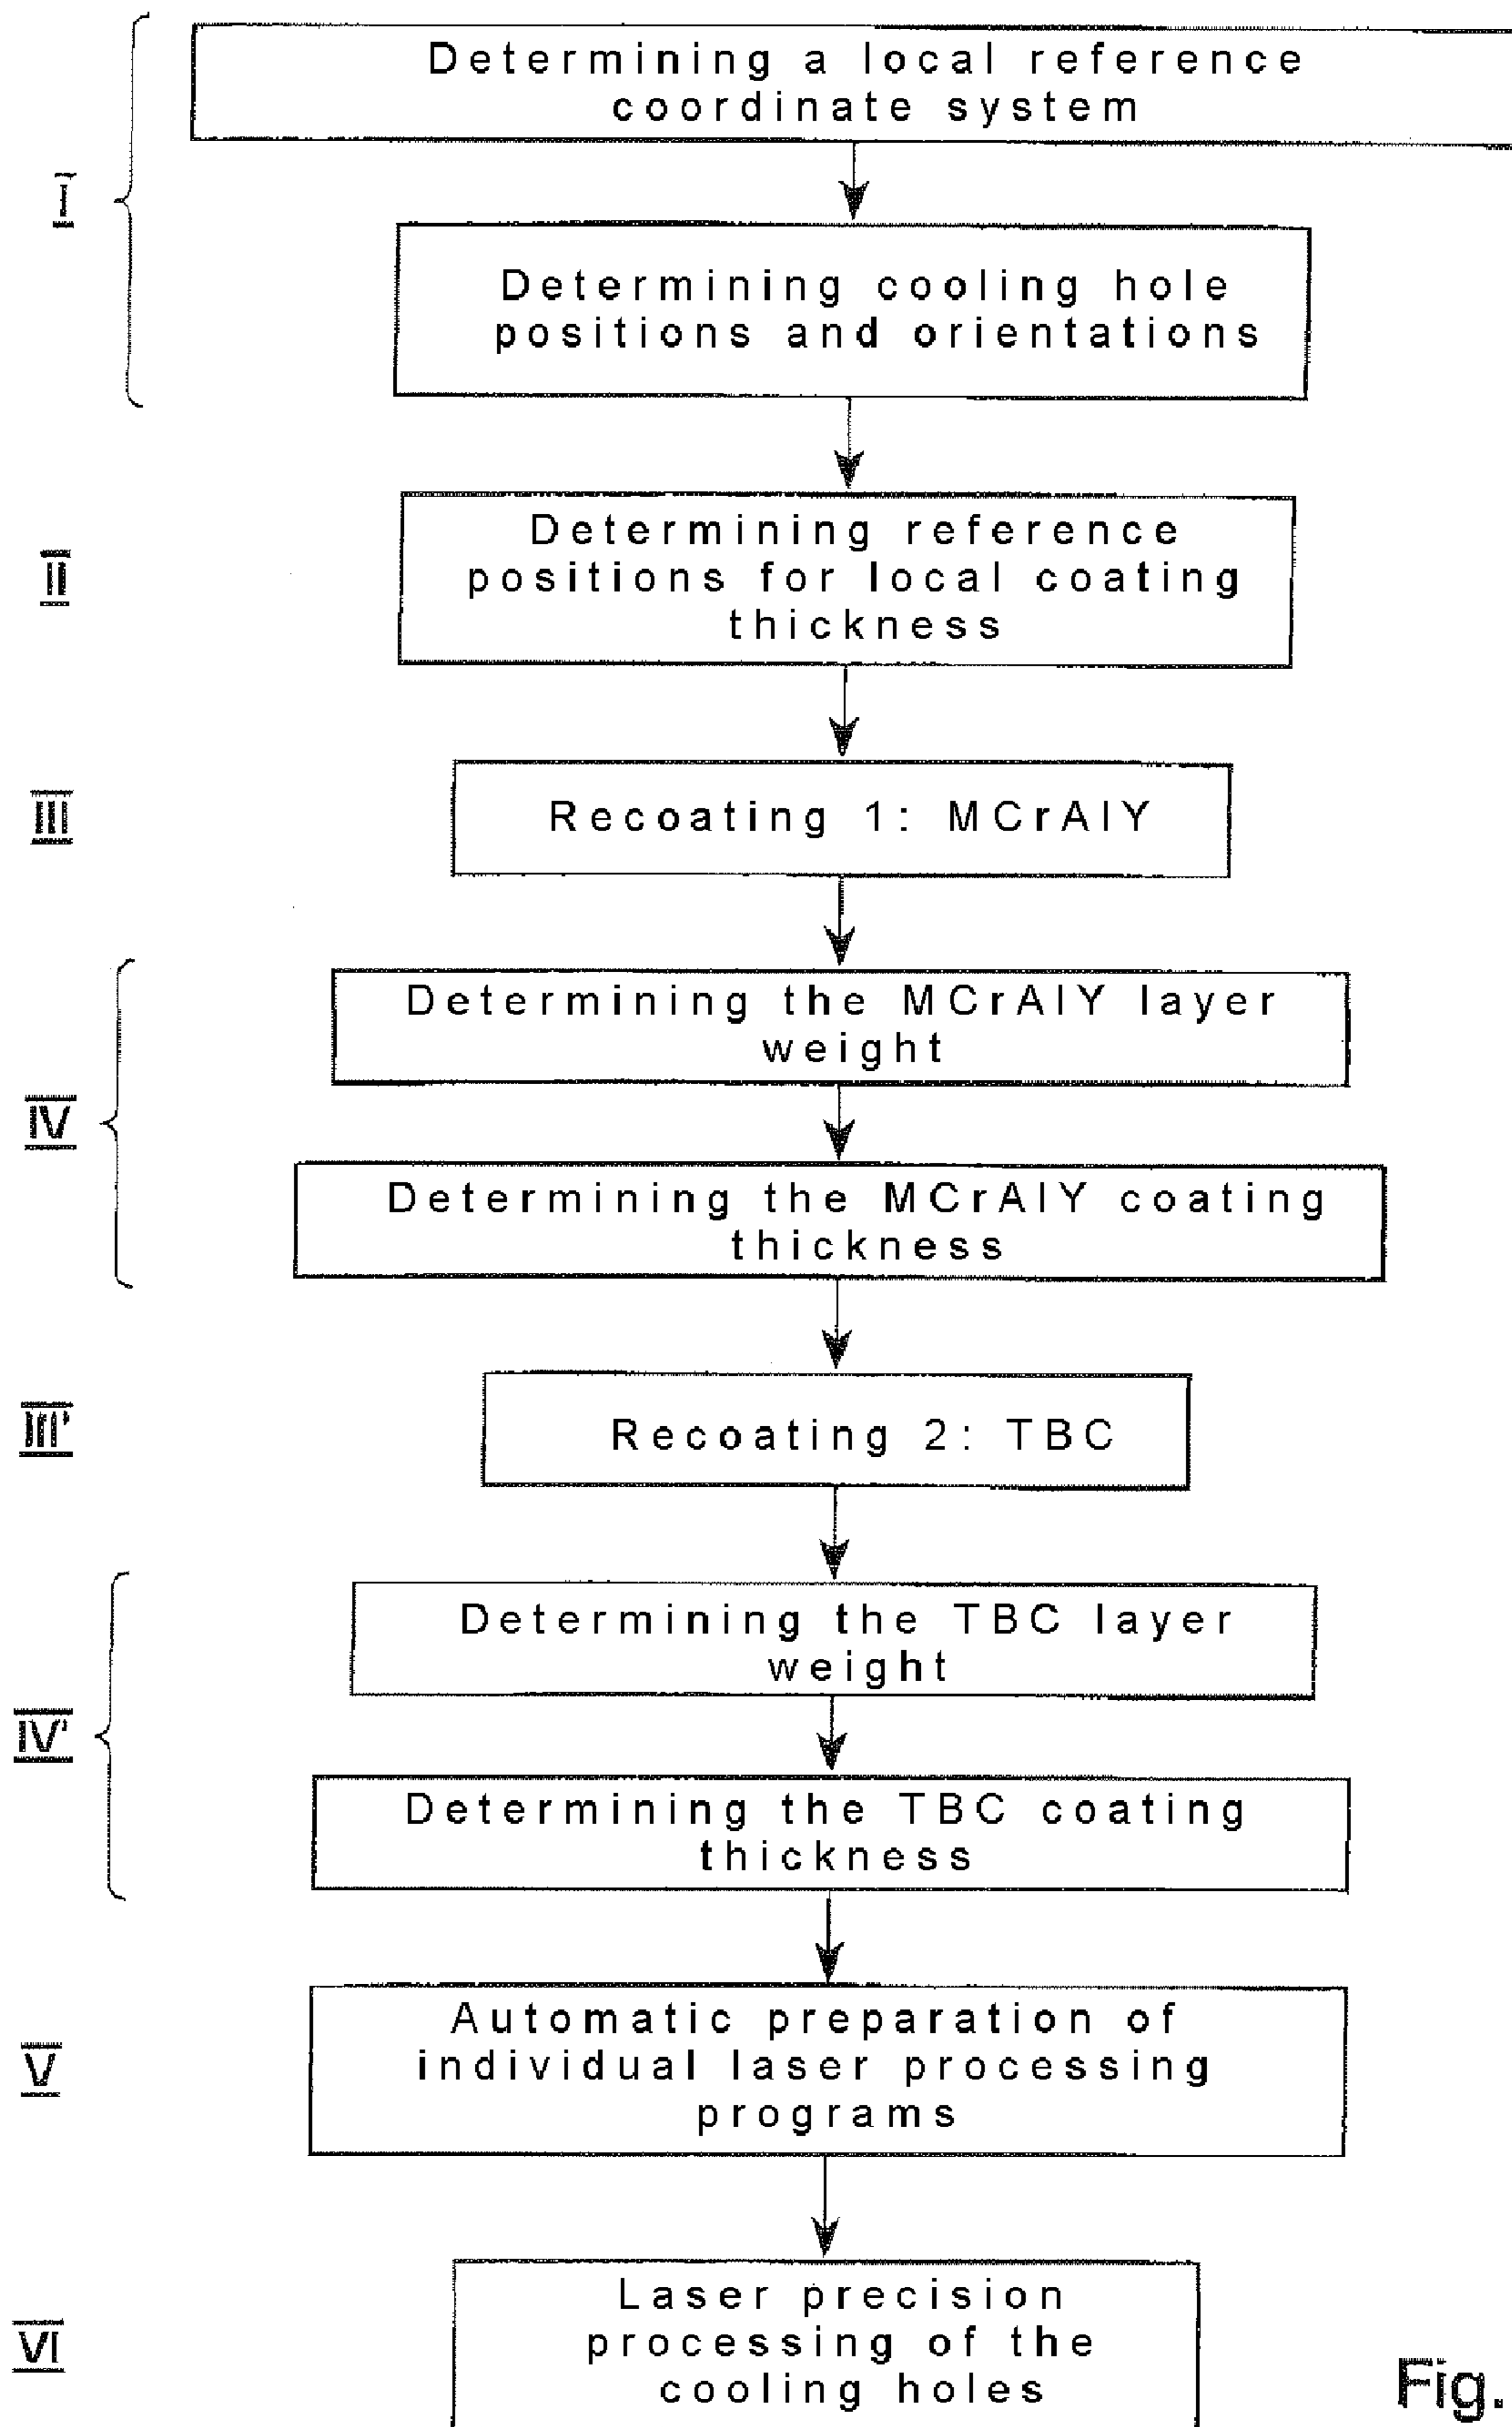 Determining a local reference
coordinate system
I
Determining cooling hole
positions and orientations
Determining reference
positions for local coating
thickness
II
Recoating 1: MCrAlY
III
Determining the MCrAlY layer
weight
IV
Determining the MCrAlY coating
thickness
Recoating 2: TBC
III'
Determining the TBC layer
weight
IV'
Determining the TBC coating
thickness
Automatic preparation of
individual laser processing
programs
V
Laser precision
processing of the
cooling holes
VI
Fig.